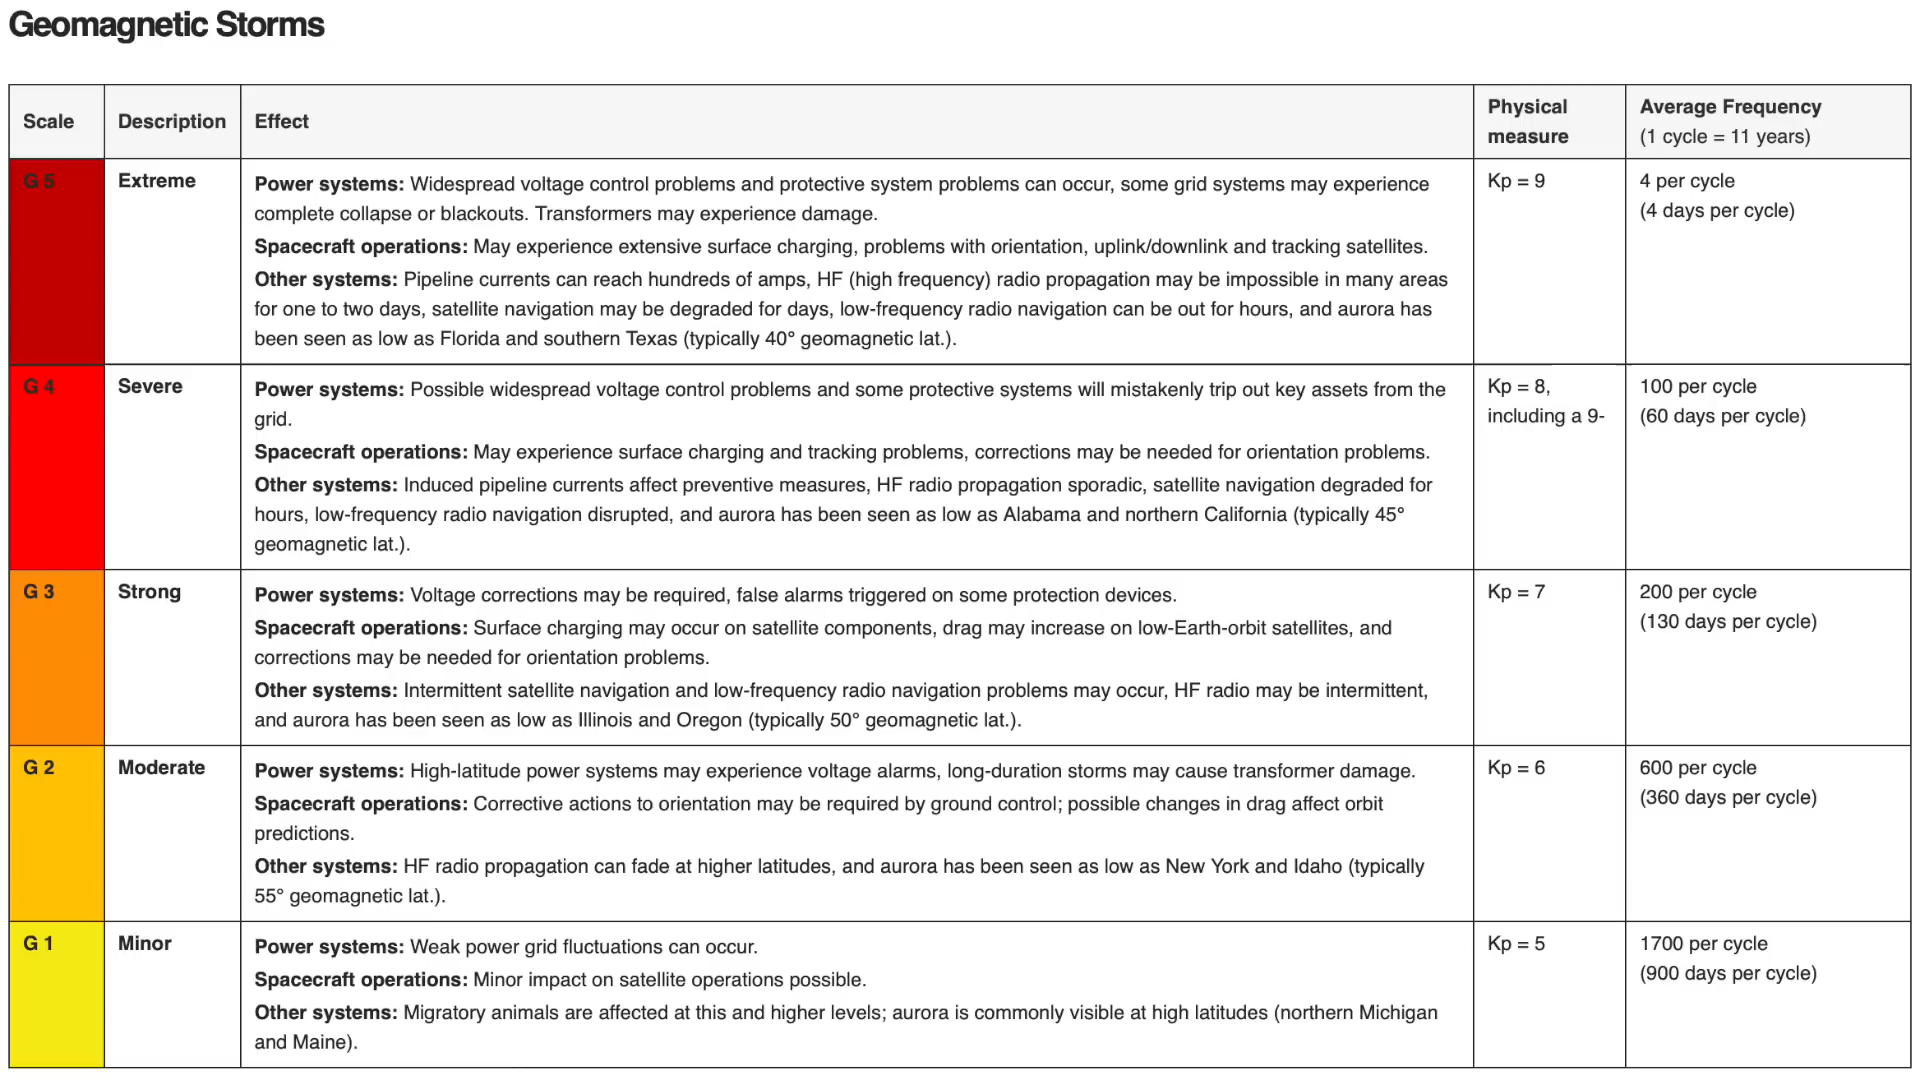 Geomagnetic Storms
Scale
Description
Effect
Physical
measure
Average Frequency
(1 cycle = 11 years)
G 5
Extreme
Power systems: Widespread voltage control problems and protective system problems can occur, some grid systems may experience
complete collapse or blackouts. Transformers may experience damage.
Spacecraft operations: May experience extensive surface charging, problems with orientation, uplink/downlink and tracking satellites.
Other systems: Pipeline currents can reach hundreds of amps, HF (high frequency) radio propagation may be impossible in many areas
for one to two days, satellite navigation may be degraded for days, low-frequency radio navigation can be out for hours, and aurora has
been seen as low as Florida and southern Texas (typically 40° geomagnetic lat.).
Kp = 9
4 per cycle
(4 days per cycle)
G 4
Severe
Power systems: Possible widespread voltage control problems and some protective systems will mistakenly trip out key assets from the
grid.
Spacecraft operations: May experience surface charging and tracking problems, corrections may be needed for orientation problems.
Other systems: Induced pipeline currents affect preventive measures, HF radio propagation sporadic, satellite navigation degraded for
hours, low-frequency radio navigation disrupted, and aurora has been seen as low as Alabama and northern California (typically 45°
geomagnetic lat.).
Kp = 8,
including a 9-
100 per cycle
(60 days per cycle)
G 3
Strong
Power systems: Voltage corrections may be required, false alarms triggered on some protection devices.
Spacecraft operations: Surface charging may occur on satellite components, drag may increase on low-Earth-orbit satellites, and
corrections may be needed for orientation problems.
Other systems: Intermittent satellite navigation and low-frequency radio navigation problems may occur, HF radio may be intermittent,
and aurora has been seen as low as Illinois and Oregon (typically 50° geomagnetic lat.).
Kp = 7
200 per cycle
(130 days per cycle)
G 2
Moderate
Power systems: High-latitude power systems may experience voltage alarms, long-duration storms may cause transformer damage.
Spacecraft operations: Corrective actions to orientation may be required by ground control; possible changes in drag affect orbit
predictions.
Other systems: HF radio propagation can fade at higher latitudes, and aurora has been seen as low as New York and Idaho (typically
55° geomagnetic lat.).
Kp = 6
600 per cycle
(360 days per cycle)
G 1
Minor
Power systems: Weak power grid fluctuations can occur.
Spacecraft operations: Minor impact on satellite operations possible.
Other systems: Migratory animals are affected at this and higher levels; aurora is commonly visible at high latitudes (northern Michigan
and Maine).
Kp = 5
1700 per cycle
(900 days per cycle)